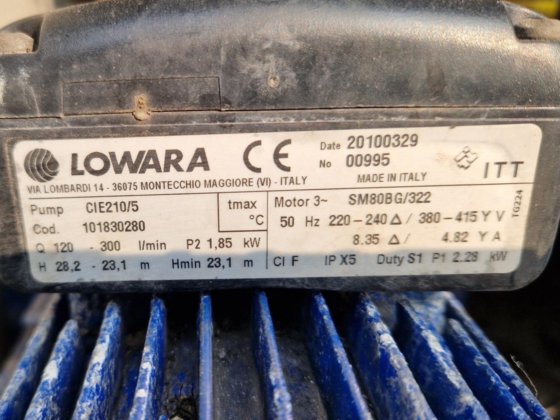 LOWARA CE Date 20100329
No 00995
VIA LOMBARDI 14 - 36075 MONTECCHIO MAGGIORE (VI) - ITALY MADE IN ITALY ITT
Pump CIE210/5 tmax Motor 3~ SM80BG/322
Cod. 101830280 °C 50 Hz 220-240 Δ / 380-415Y V
Q 120 - 300 l/min P2 1,85 kW 8.35 Δ / 4.82 Y A
H 28,2 - 23,1 m Hmin 23,1 m Cl F IP X5 Duty S1 P1 2.28 kW
TG224